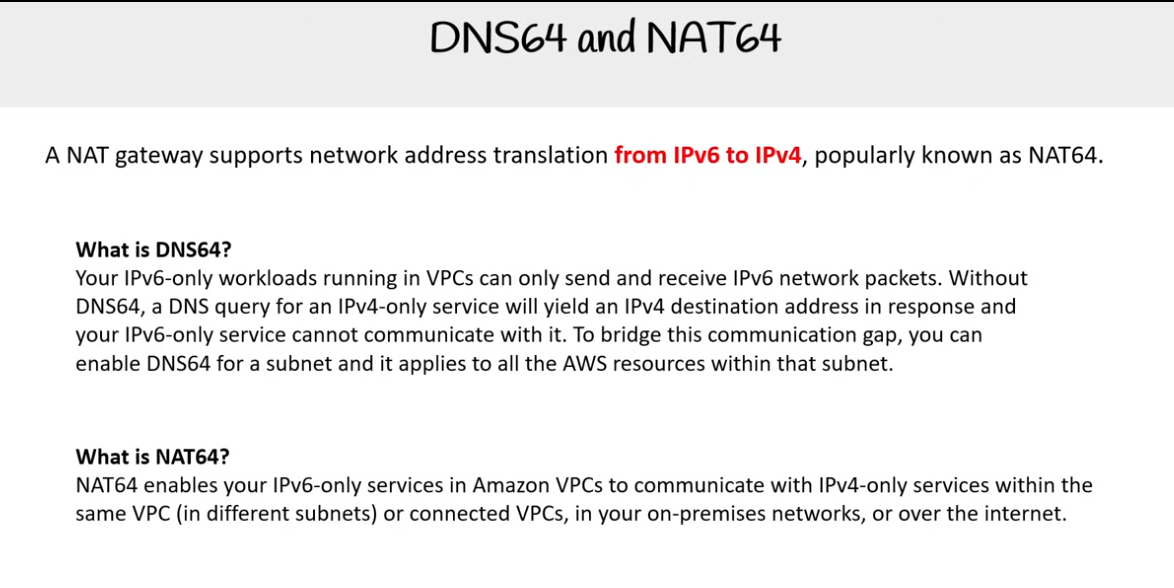 DNS64 and NAT64
A NAT gateway supports network address translation from IPv6 to IPv4, popularly known as NAT64.
What is DNS64?
Your IPv6-only workloads running in VPCs can only send and receive IPv6 network packets. Without
DNS64, a DNS query for an IPv4-only service will yield an IPv4 destination address in response and
your IPv6-only service cannot communicate with it. To bridge this communication gap, you can
enable DNS64 for a subnet and it applies to all the AWS resources within that subnet.
What is NAT64?
NAT64 enables your IPv6-only services in Amazon VPCs to communicate with IPv4-only services within the
same VPC (in different subnets) or connected VPCs, in your on-premises networks, or over the internet.